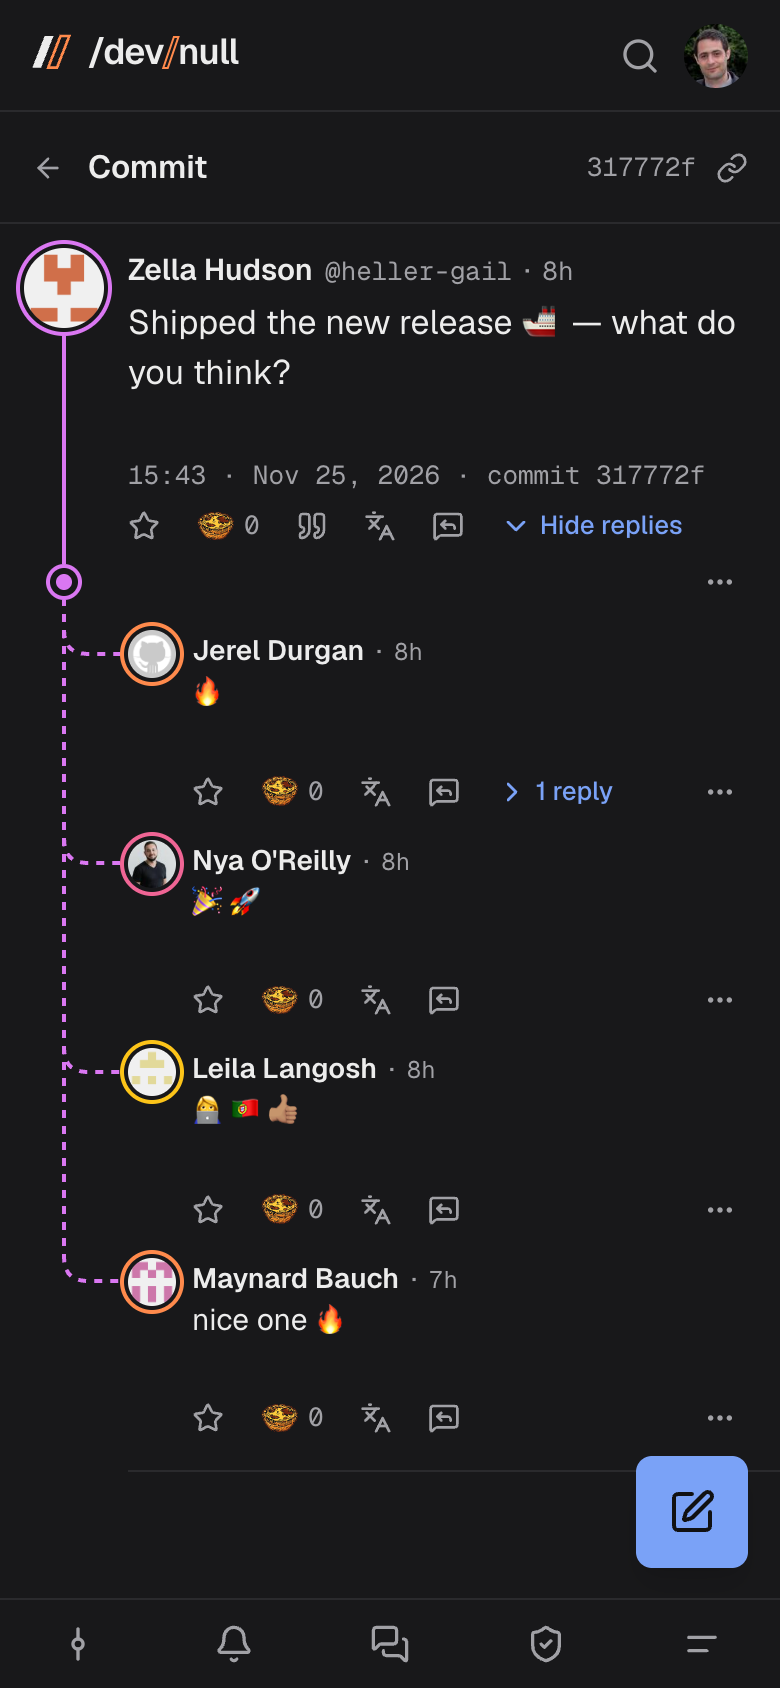 /dev/null
Commit 317772f
Zella Hudson @heller-gail · 8h
Shipped the new release 🚢 — what do
you think?
15:43 · Nov 25, 2026 · commit 317772f
0 Hide replies
Jerel Durgan · 8h
🔥
0 1 reply
Nya O'Reilly · 8h
🎉 🚀
0
Leila Langosh · 8h
👩‍💻 🇵🇹 👍🏽
0
Maynard Bauch · 7h
nice one 🔥
0